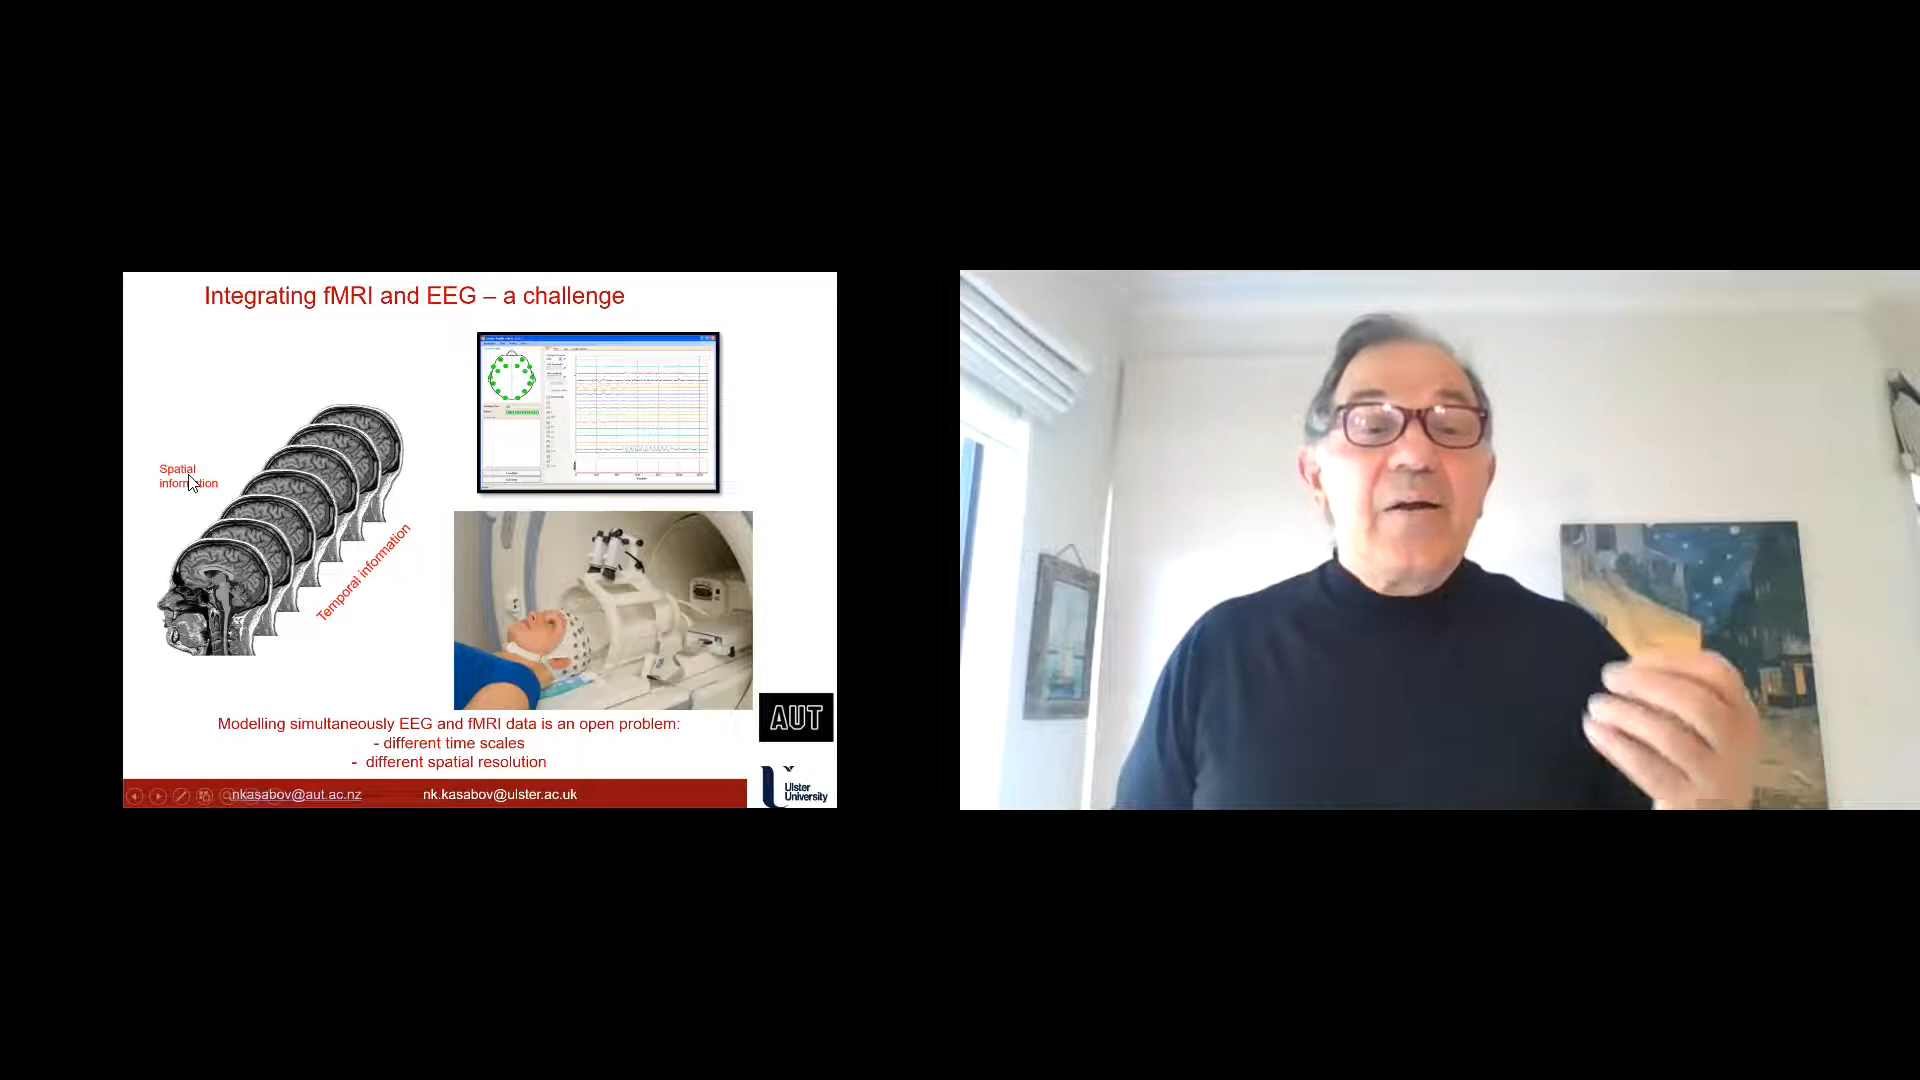 Integrating fMRI and EEG – a challenge
Spatial
information
Temporal information
Modelling simultaneously EEG and fMRI data is an open problem:
- different time scales
- different spatial resolution
AUT
Ulster
University
nkasabov@aut.ac.nz
nk.kasabov@ulster.ac.uk